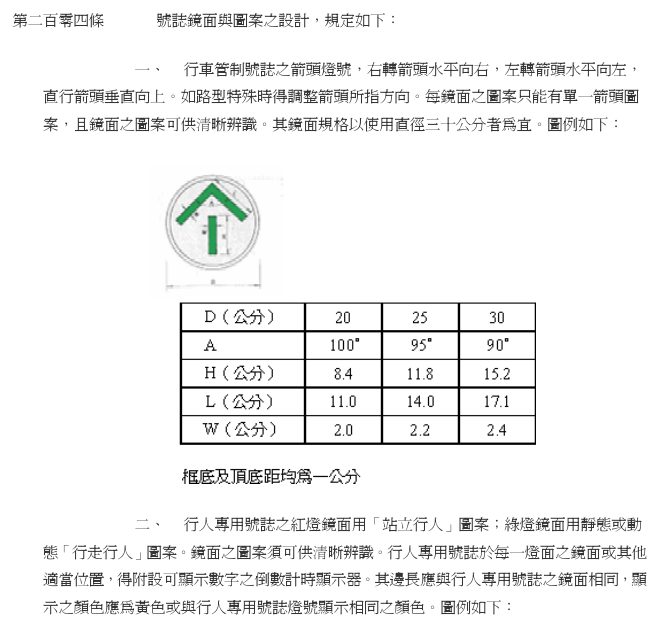 第二百零四條 號誌鏡面與圖案之設計，規定如下：
一、 行車管制號誌之箭頭燈號，右轉箭頭水平向右，左轉箭頭水平向左，
直行箭頭垂直向上。如路型特殊時得調整箭頭所指方向。每鏡面之圖案只能有單一箭頭圖
案，且鏡面之圖案可供清晰辨識。其鏡面規格以使用直徑三十公分者為宜。圖例如下：
D（公分） 20 25 30
A 100° 95° 90°
H（公分） 8.4 11.8 15.2
L（公分） 11.0 14.0 17.1
W（公分） 2.0 2.2 2.4
框底及頂底距均為一公分
二、 行人專用號誌之紅燈鏡面用「站立行人」圖案；綠燈鏡面用靜態或動
態「行走行人」圖案。鏡面之圖案須可供清晰辨識。行人專用號誌於每一燈面之鏡面或其他
適當位置，得附設可顯示數字之倒數計時顯示器。其邊長應與行人專用號誌之鏡面相同，顯
示之顏色應為黃色或與行人專用號誌燈號顯示相同之顏色。圖例如下：